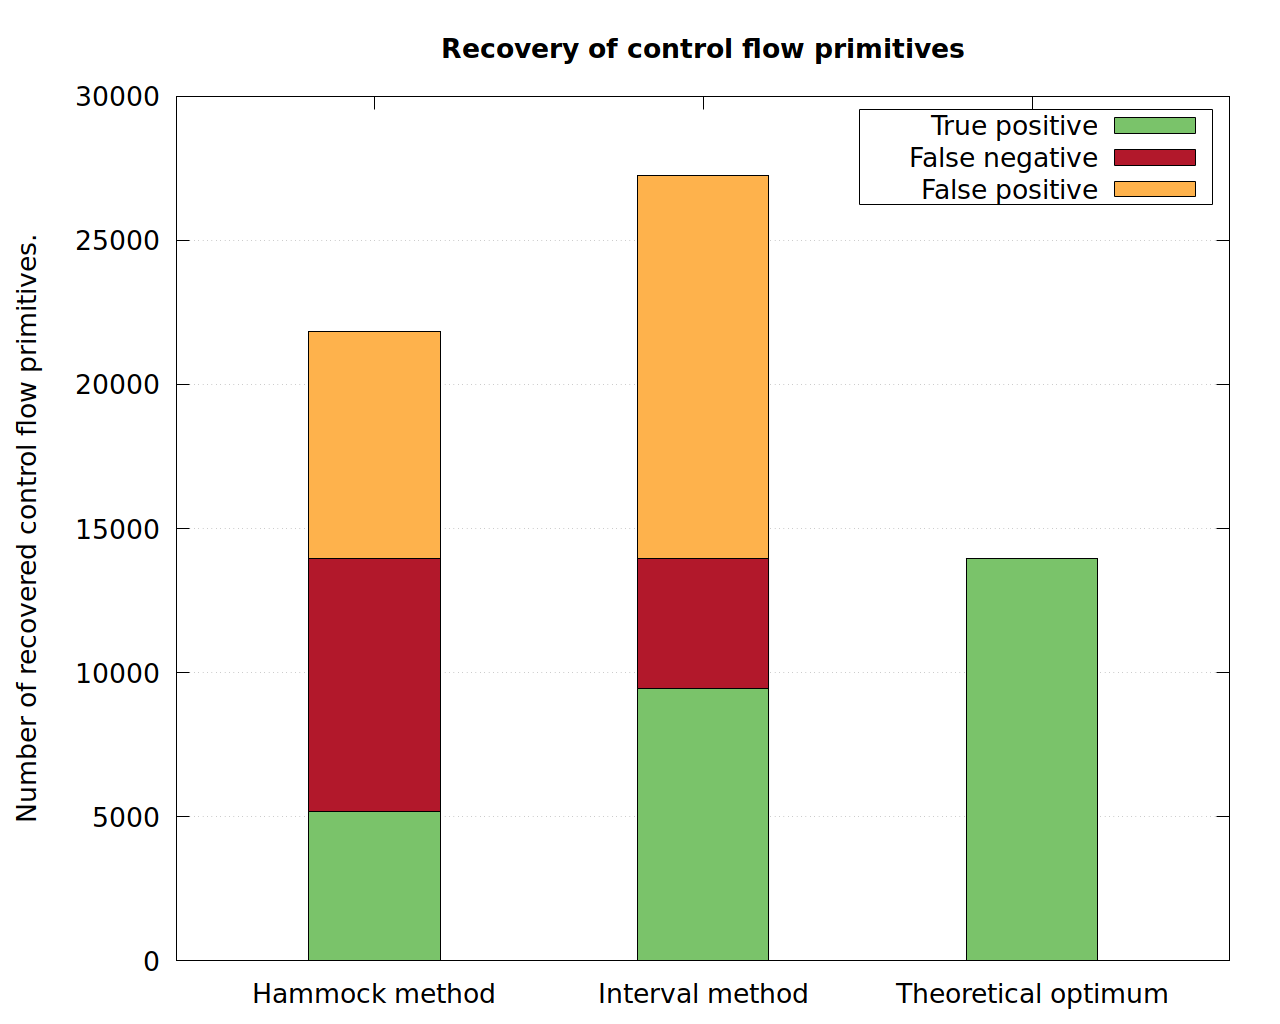 Recovery of control flow primitives
Number of recovered control flow primitives.
30000
25000
20000
15000
10000
5000
0
True positive
False negative
False positive
Hammock method
Interval method
Theoretical optimum